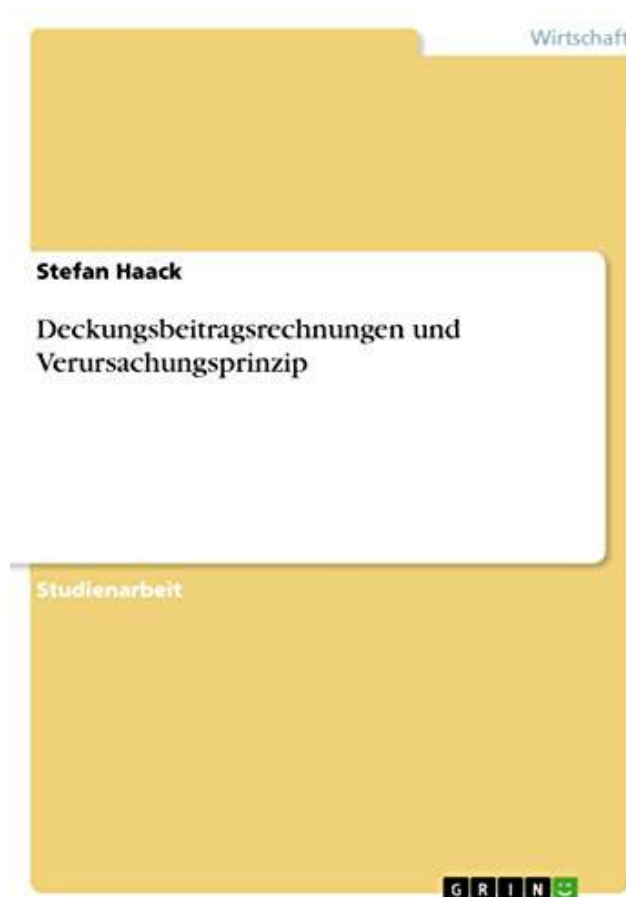 Wirtschaft
Stefan Haack
Deckungsbeitragsrechnungen und
Verursachungsprinzip
Studienarbeit
GRIN